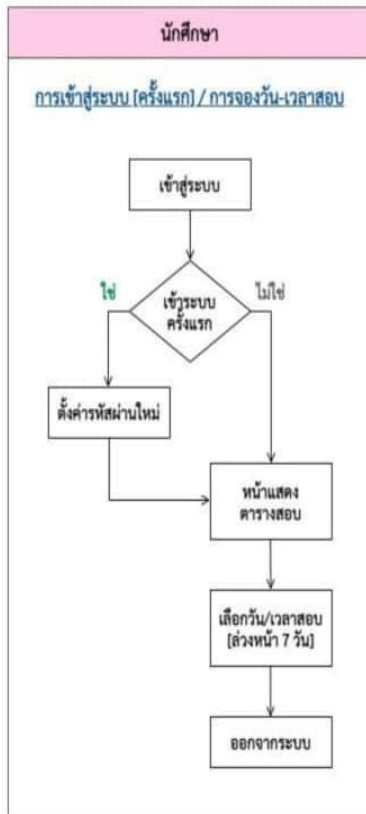 นักศึกษา
การเข้าสู่ระบบ [ครั้งแรก] / การจองวัน-เวลาสอบ
เข้าสู่ระบบ
ใช่
เข้าระบบ
ครั้งแรก
ไม่ใช่
ตั้งค่ารหัสผ่านใหม่
หน้าแสดง
ตารางสอบ
เลือกวัน/เวลาสอบ
[ล่วงหน้า 7 วัน]
ออกจากระบบ